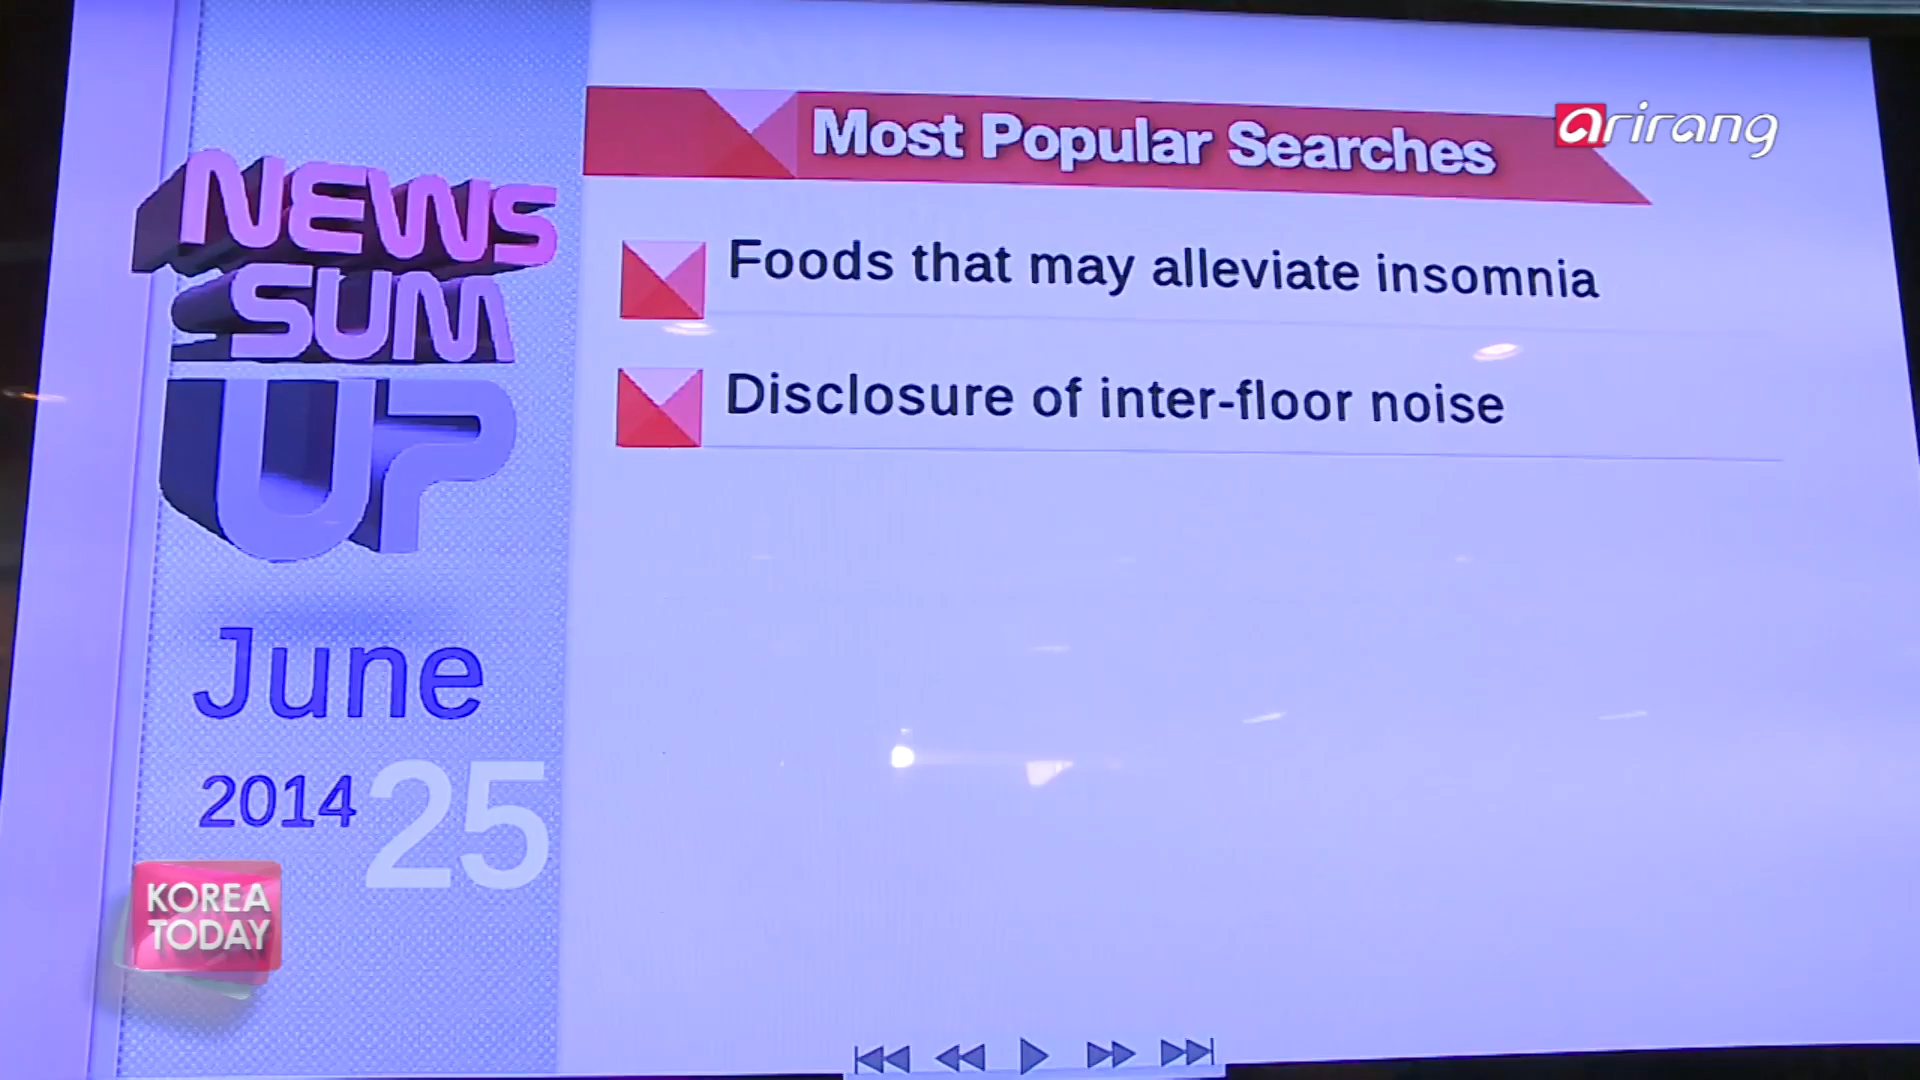 Most Popular Searches
arirang
Foods that may alleviate insomnia
Disclosure of inter-floor noise
NEWS
SUM
UP
June
2014 25
KOREA
TODAY